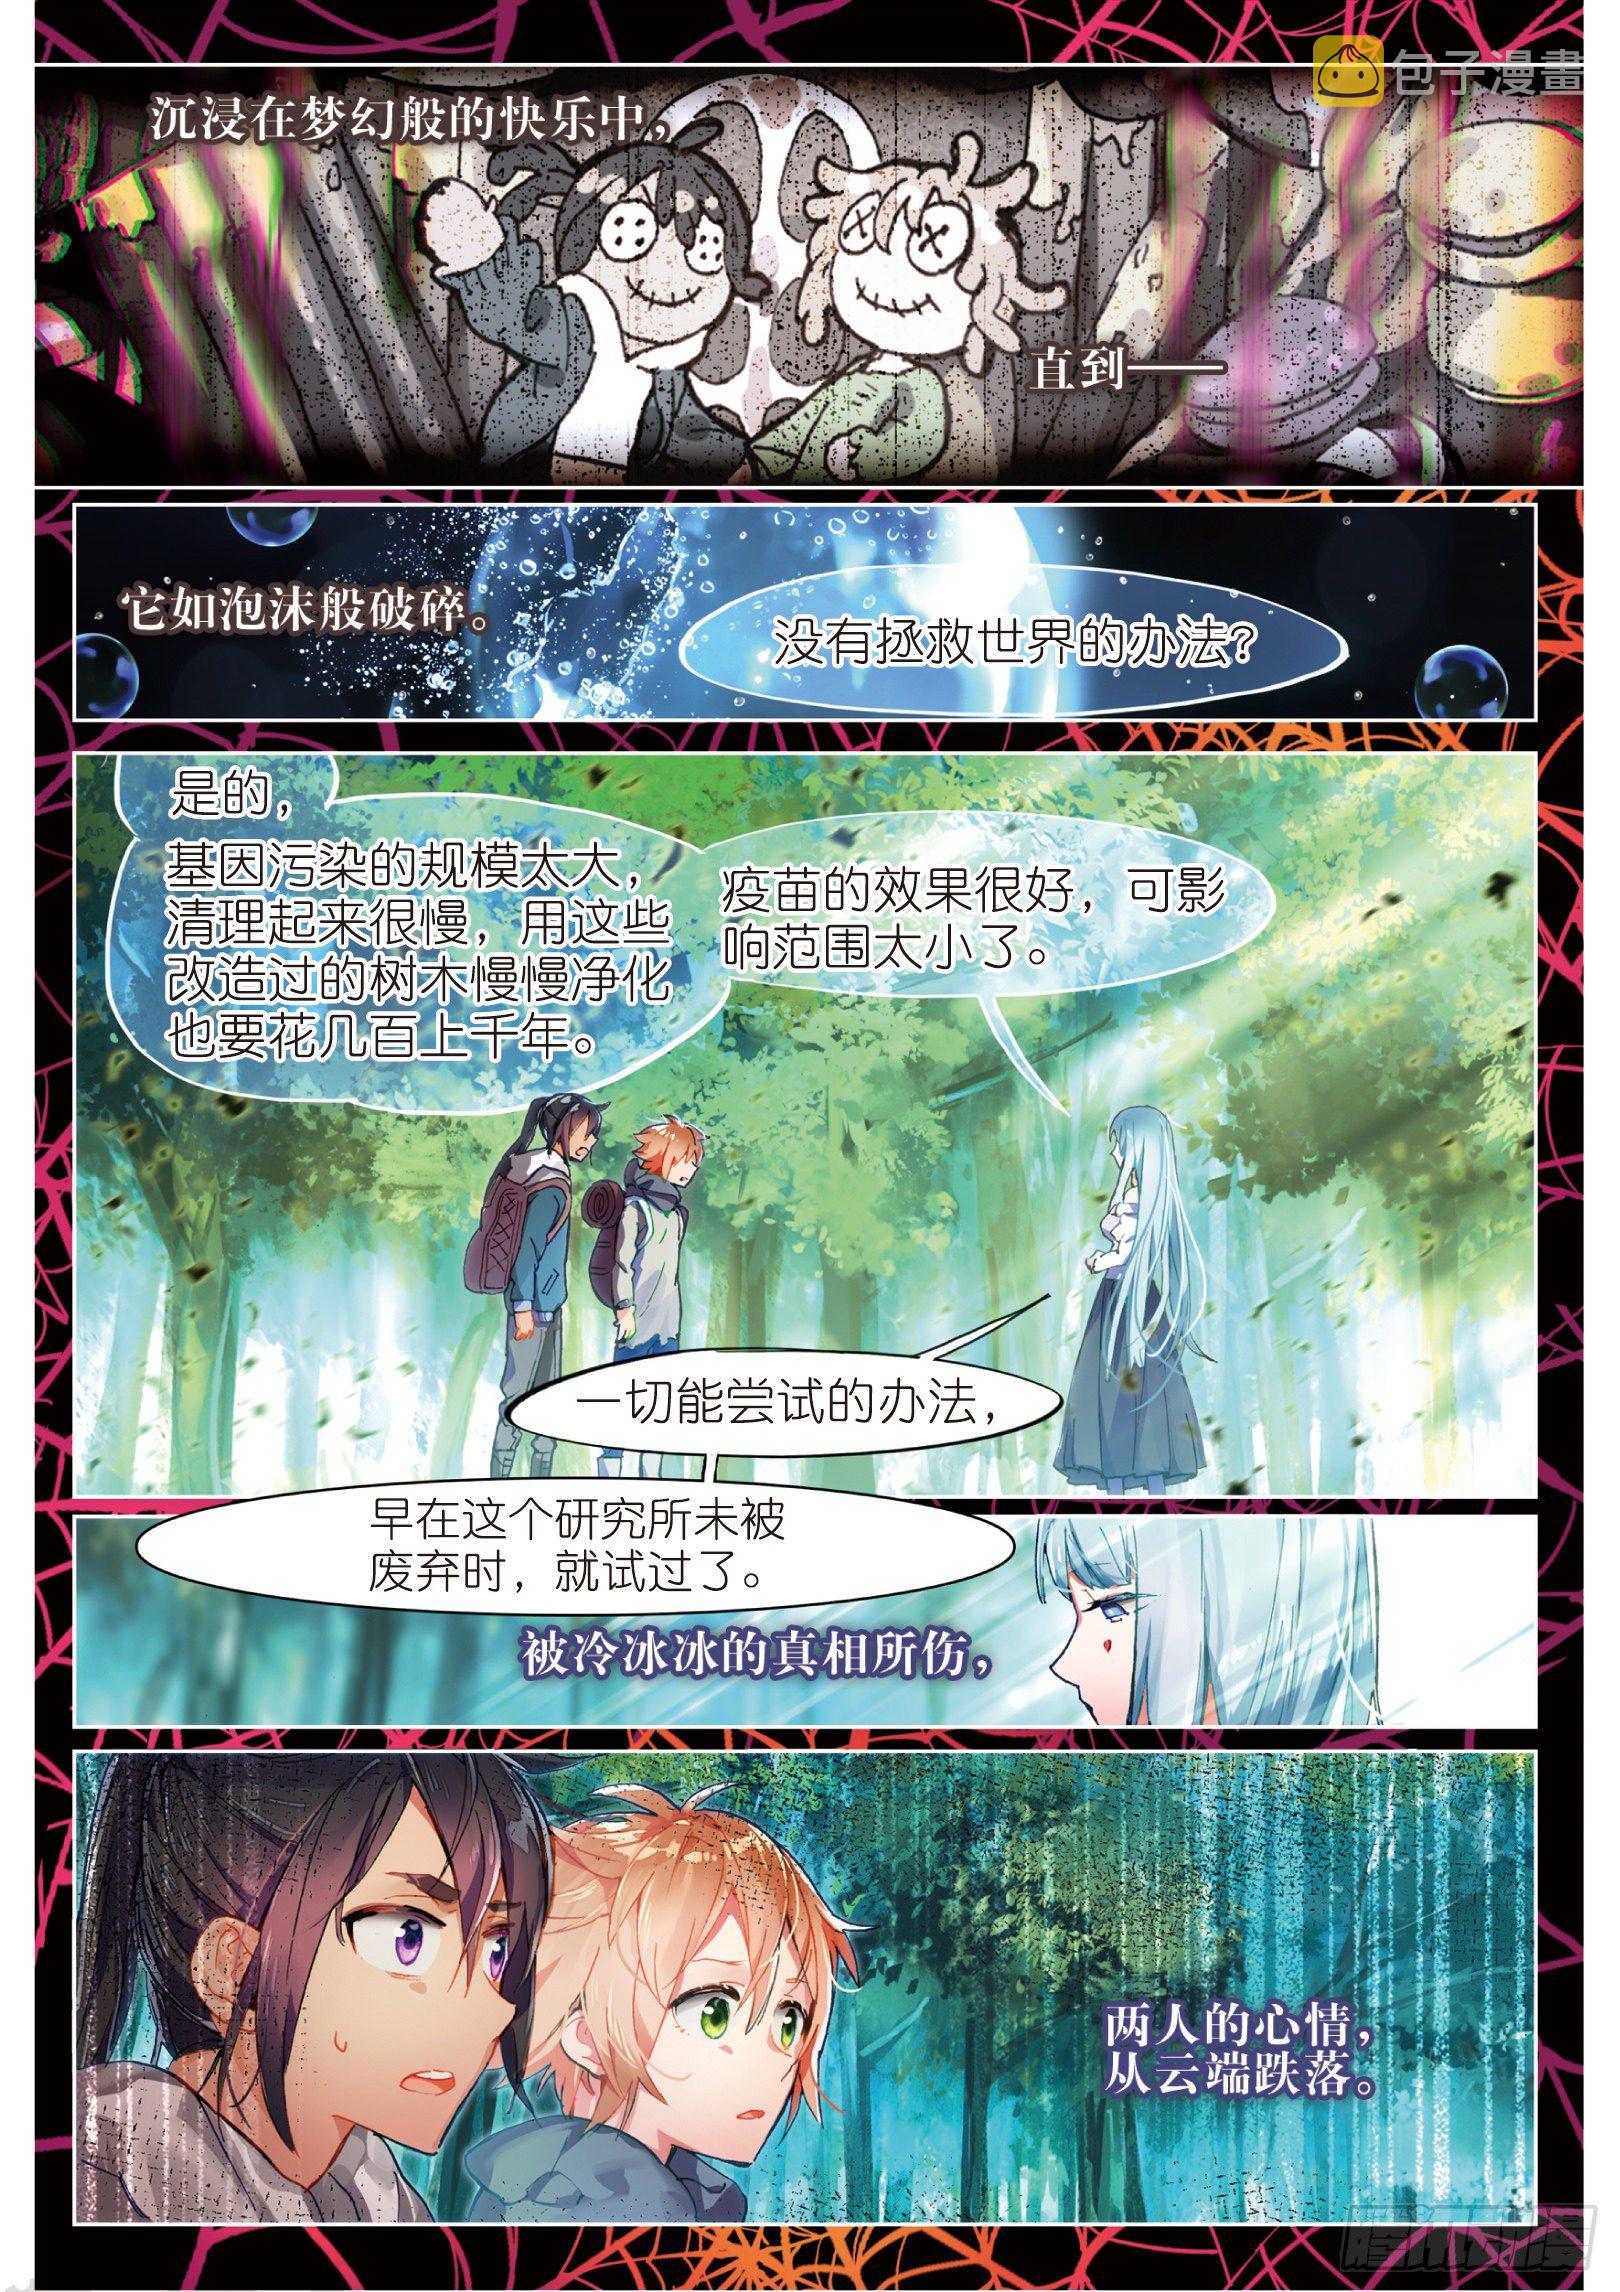 包子漫畫
沉浸在梦幻般的快乐中，
直到——
它如泡沫般破碎。
没有拯救世界的办法？
是的，
基因污染的规模太大，
清理起来很慢，用这些
改造过的树木慢慢净化
也要花几百上千年。
疫苗的效果很好，可影
响范围太小了。
一切能尝试的办法，
早在这个研究所未被
废弃时，就试过了。
被冷冰冰的真相所伤，
两人的心情，
从云端跌落。
腾讯动漫